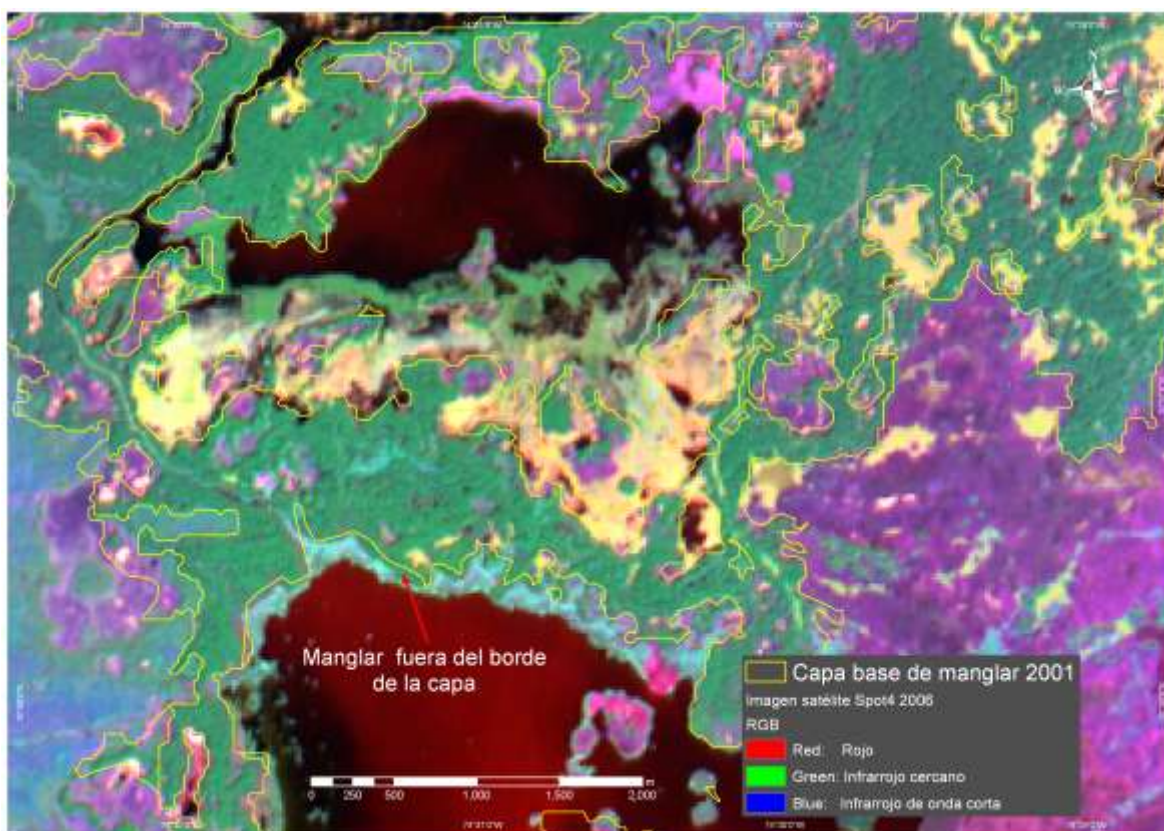 Manglar fuera del borde
de la capa
Capa base de manglar 2001
Imagen satélite Spot4 2006
RGB
Red: Rojo
Green: Infrarrojo cercano
Blue: Infrarrojo de onda corta
0 250 500 1,000 1,500 2,000 m